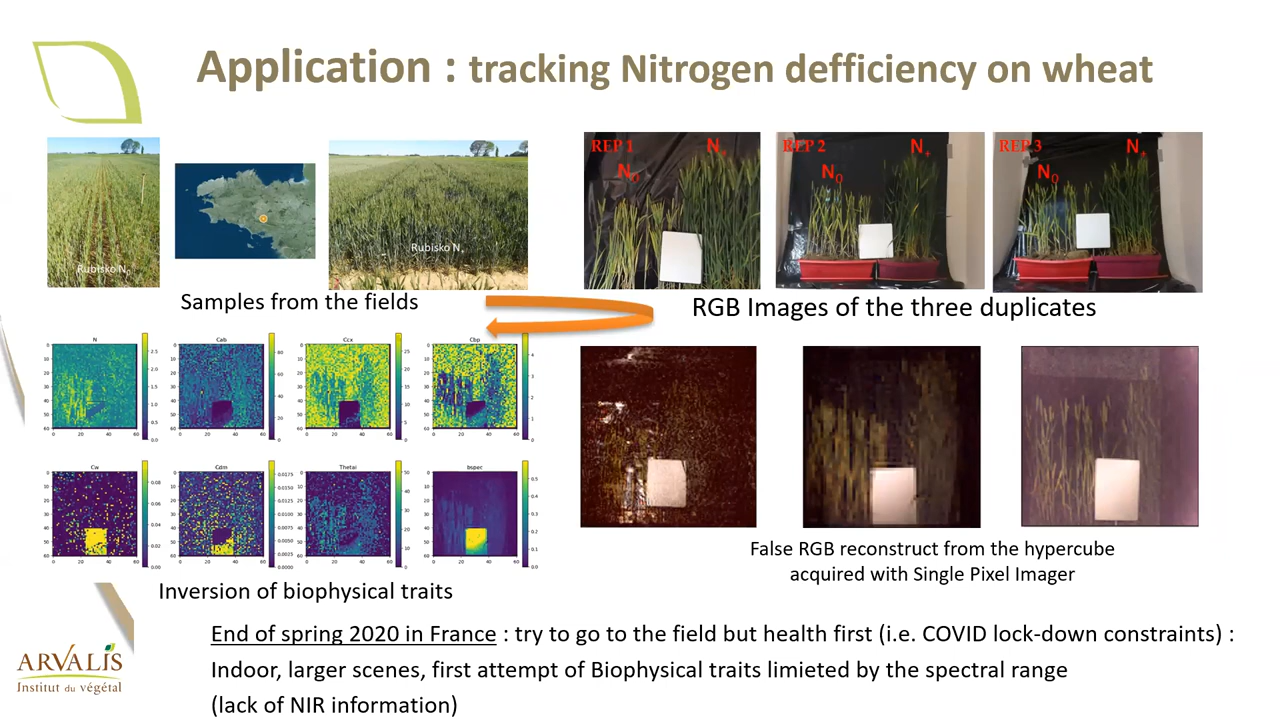 Application : tracking Nitrogen defficiency on wheat
Rubisko N0
Rubisko N+
REP 1
N0
N+
REP 2
N0
N+
REP 3
N0
N+
Samples from the fields
RGB Images of the three duplicates
N
Cab
Ccx
Cbp
Cw
Cdm
Thetai
bspec
Inversion of biophysical traits
False RGB reconstruct from the hypercube
acquired with Single Pixel Imager
End of spring 2020 in France : try to go to the field but health first (i.e. COVID lock-down constraints) :
Indoor, larger scenes, first attempt of Biophysical traits limieted by the spectral range
(lack of NIR information)
ARVALIS
Institut du végétal